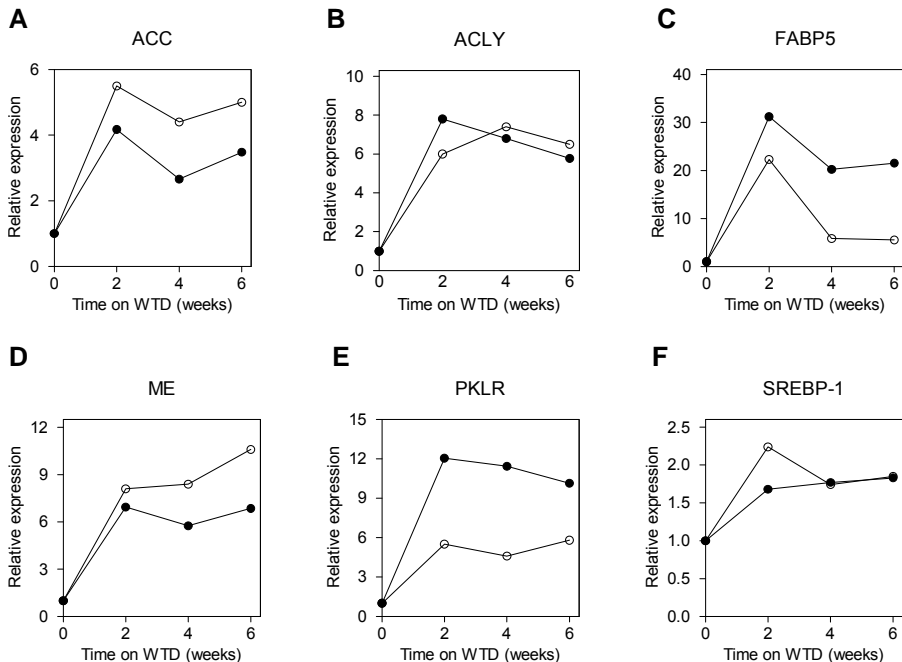 A
ACC
Relative expression
6
4
2
0
0 2 4 6
Time on WTD (weeks)
B
ACLY
Relative expression
10
8
6
4
2
0
0 2 4 6
Time on WTD (weeks)
C
FABP5
Relative expression
40
30
20
10
0
0 2 4 6
Time on WTD (weeks)
D
ME
Relative expression
12
9
6
3
0
0 2 4 6
Time on WTD (weeks)
E
PKLR
Relative expression
15
12
9
6
3
0
0 2 4 6
Time on WTD (weeks)
F
SREBP-1
Relative expression
2.5
2.0
1.5
1.0
0.5
0.0
0 2 4 6
Time on WTD (weeks)